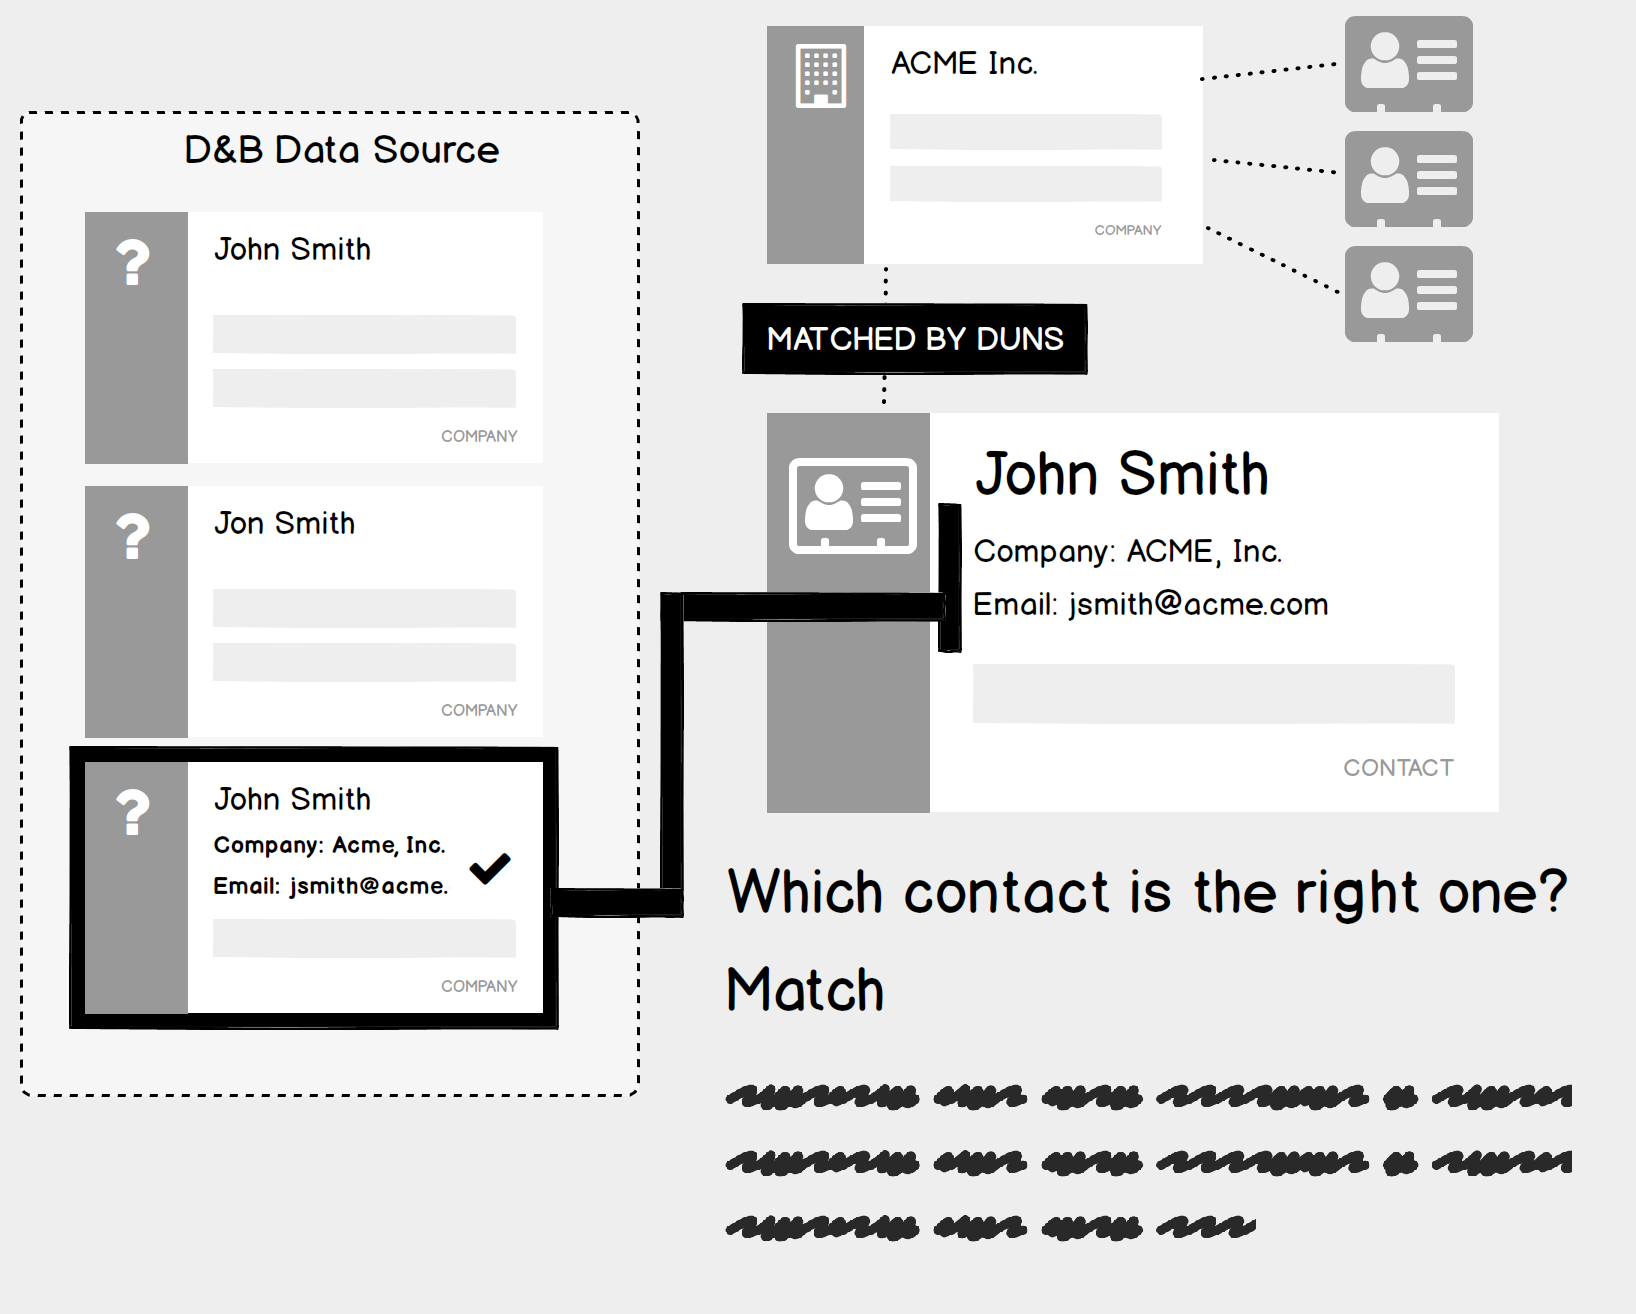 D&B Data Source
John Smith
COMPANY
Jon Smith
COMPANY
John Smith
Company: Acme, Inc.
Email: jsmith@acme.
COMPANY
ACME Inc.
COMPANY
MATCHED BY DUNS
John Smith
Company: ACME, Inc.
Email: jsmith@acme.com
CONTACT
Which contact is the right one?
Match